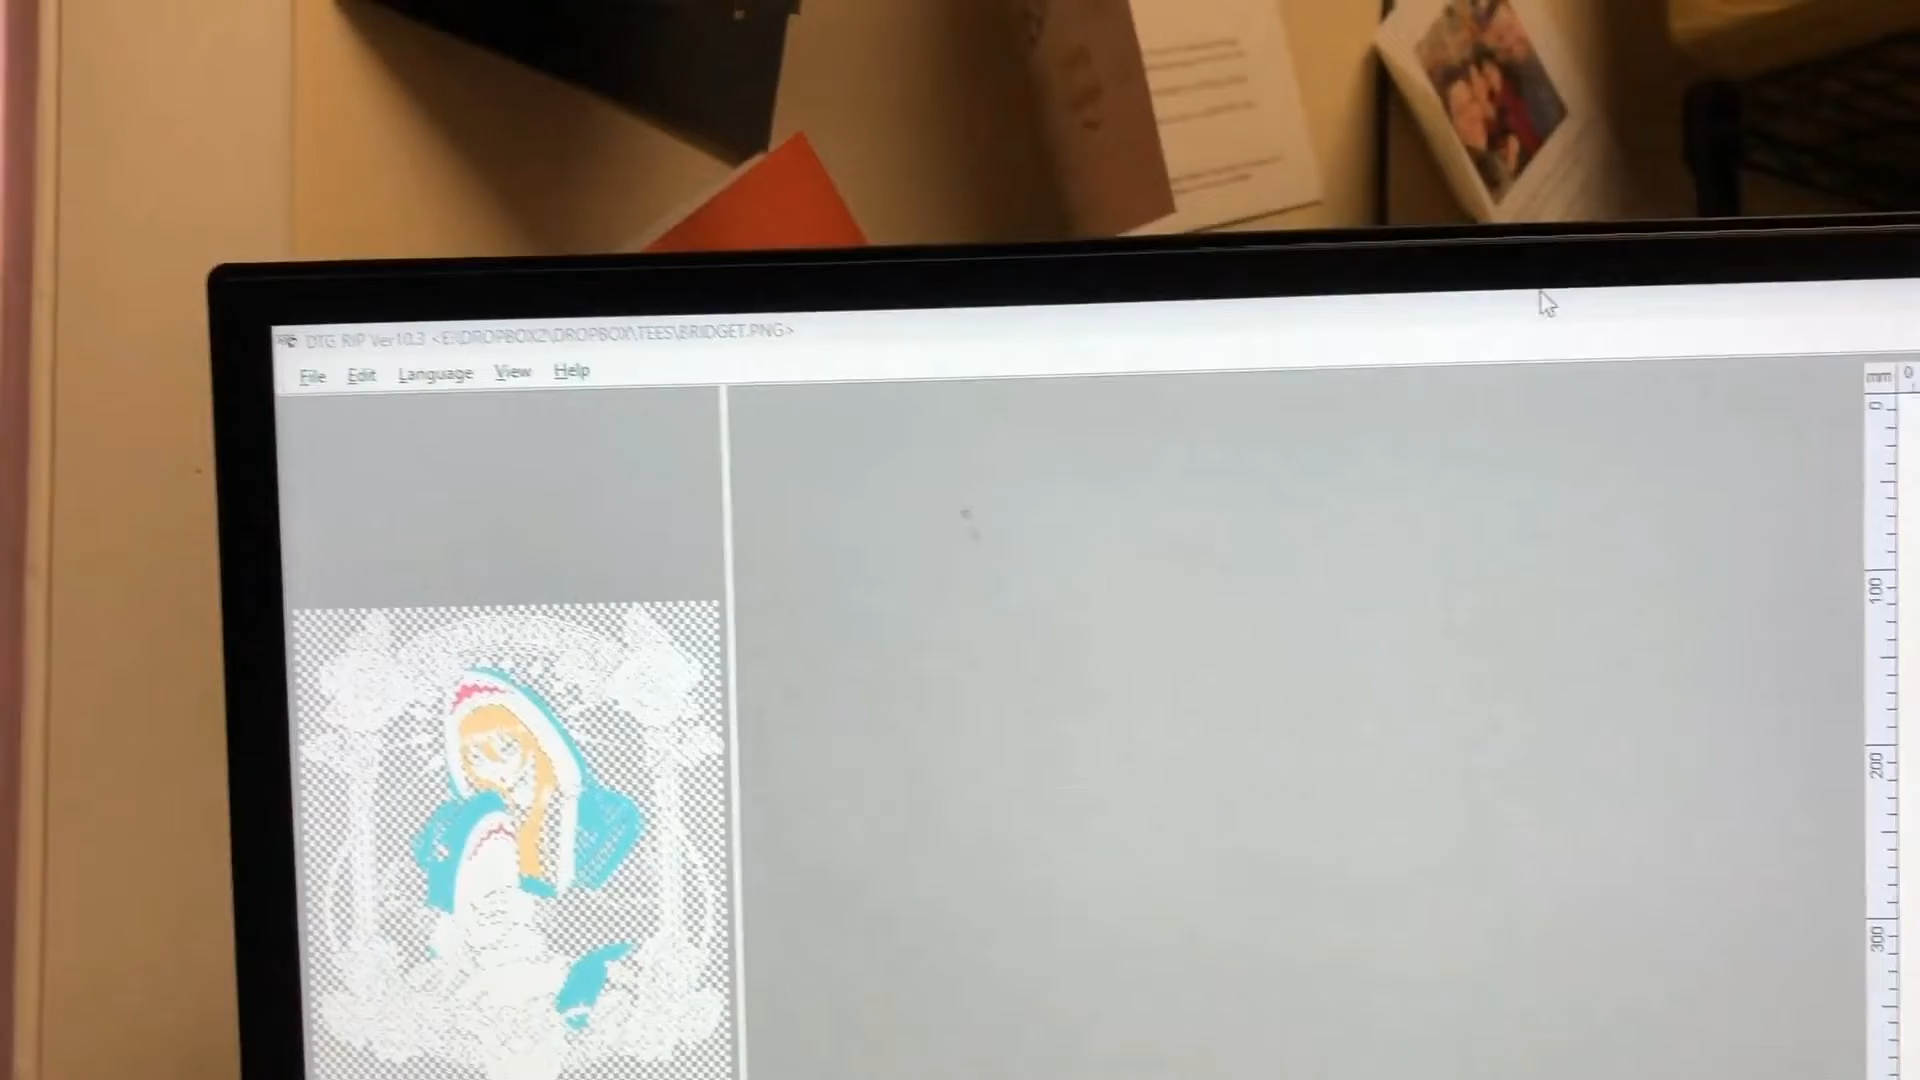 DTG RIP Ver10.3 <E:\DROPBOX2\DROPBOX\TEES\BRIDGET.PNG>
File Edit Language View Help
mm 0
0
100
200
300